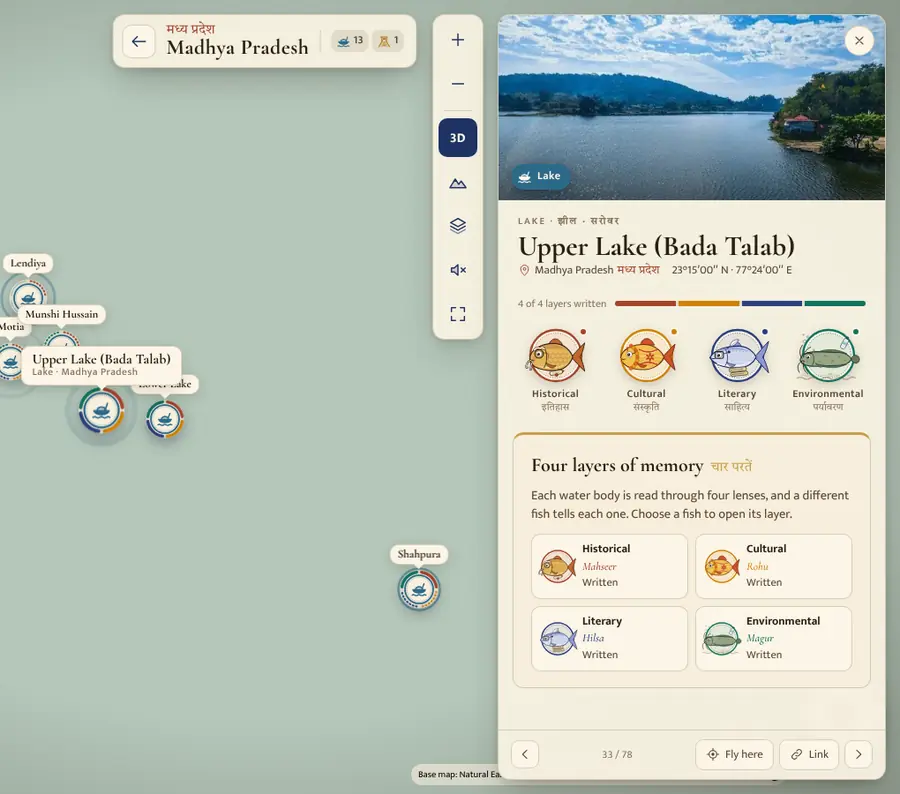 मध्य प्रदेश
Madhya Pradesh
13
1
3D
Lendiya
Motia
Munshi Hussain
Upper Lake (Bada Talab)
Lake · Madhya Pradesh
Lower Lake
Shahpura
Base map: Natural Ea
Lake
LAKE · झील · सरोवर
Upper Lake (Bada Talab)
Madhya Pradesh मध्य प्रदेश 23°15′00″ N · 77°24′00″ E
4 of 4 layers written
Historical
इतिहास
Cultural
संस्कृति
Literary
साहित्य
Environmental
पर्यावरण
Four layers of memory चार परतें
Each water body is read through four lenses, and a different
fish tells each one. Choose a fish to open its layer.
Historical
Mahseer
Written
Cultural
Rohu
Written
Literary
Hilsa
Written
Environmental
Magur
Written
33 / 78
Fly here
Link